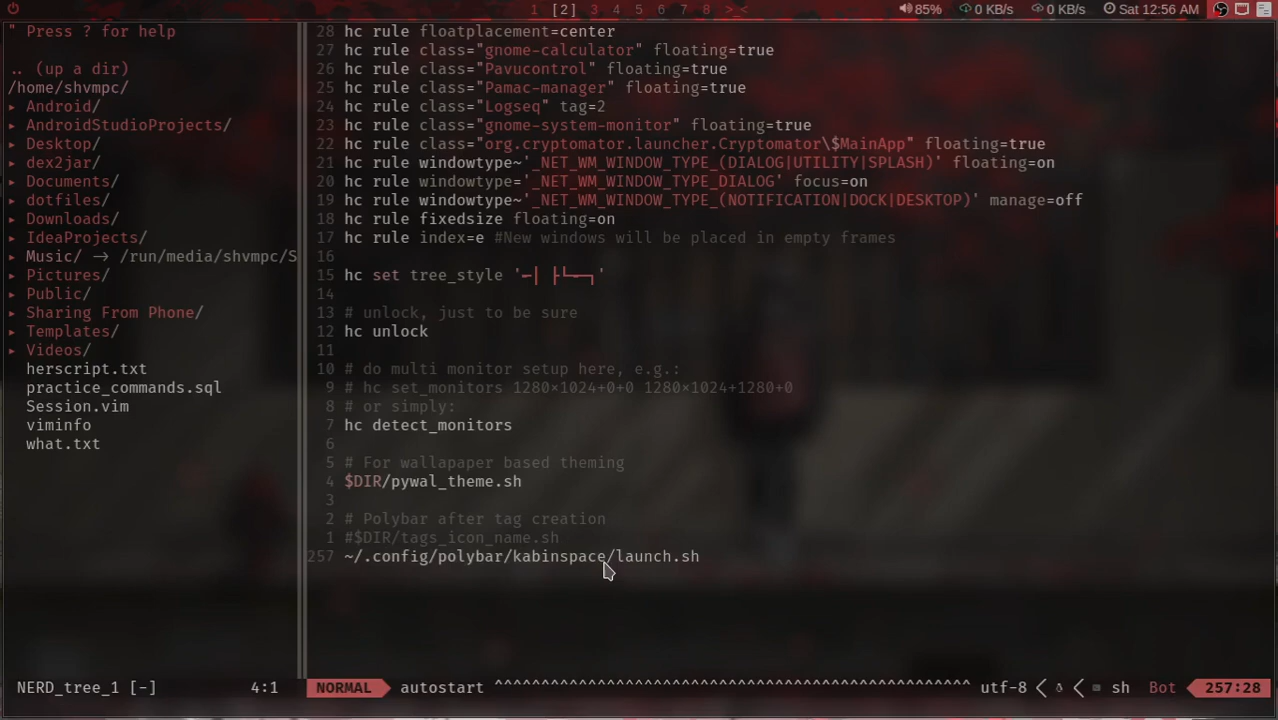 1 [2] 3 4 5 6 7 8 >_< 85% 0 KB/s 0 KB/s Sat 12:56 AM
" Press ? for help
.. (up a dir)
/home/shvmpc/
▸ Android/
▸ AndroidStudioProjects/
▸ Desktop/
▸ dex2jar/
▸ Documents/
▸ dotfiles/
▸ Downloads/
▸ IdeaProjects/
▸ Music/ → /run/media/shvmpc/S
▸ Pictures/
▸ Public/
▸ Sharing From Phone/
▸ Templates/
▸ Videos/
herscript.txt
practice_commands.sql
Session.vim
viminfo
what.txt
28 hc rule floatplacement=center
27 hc rule class="gnome-calculator" floating=true
26 hc rule class="Pavucontrol" floating=true
25 hc rule class="Pamac-manager" floating=true
24 hc rule class="Logseq" tag=2
23 hc rule class="gnome-system-monitor" floating=true
22 hc rule class="org.cryptomator.launcher.Cryptomator\$MainApp" floating=true
21 hc rule windowtype~'_NET_WM_WINDOW_TYPE_(DIALOG|UTILITY|SPLASH)' floating=on
20 hc rule windowtype='_NET_WM_WINDOW_TYPE_DIALOG' focus=on
19 hc rule windowtype~'_NET_WM_WINDOW_TYPE_(NOTIFICATION|DOCK|DESKTOP)' manage=off
18 hc rule fixedsize floating=on
17 hc rule index=e #New windows will be placed in empty frames
16
15 hc set tree_style '╾│ ├└╼─┐'
14
13 # unlock, just to be sure
12 hc unlock
11
10 # do multi monitor setup here, e.g.:
9 # hc set_monitors 1280×1024+0+0 1280×1024+1280+0
8 # or simply:
7 hc detect_monitors
6
5 # For wallapaper based theming
4 $DIR/pywal_theme.sh
3
2 # Polybar after tag creation
1 #$DIR/tags_icon_name.sh
257 ~/.config/polybar/kabinspace/launch.sh
NERD_tree_1 [-] 4:1
NORMAL autostart ^^^^^^^^^^^^^^^^^^^^^^^^^^^^^^^^^^^^^^^^^^^^^^^^^^^ utf-8 sh Bot 257:28